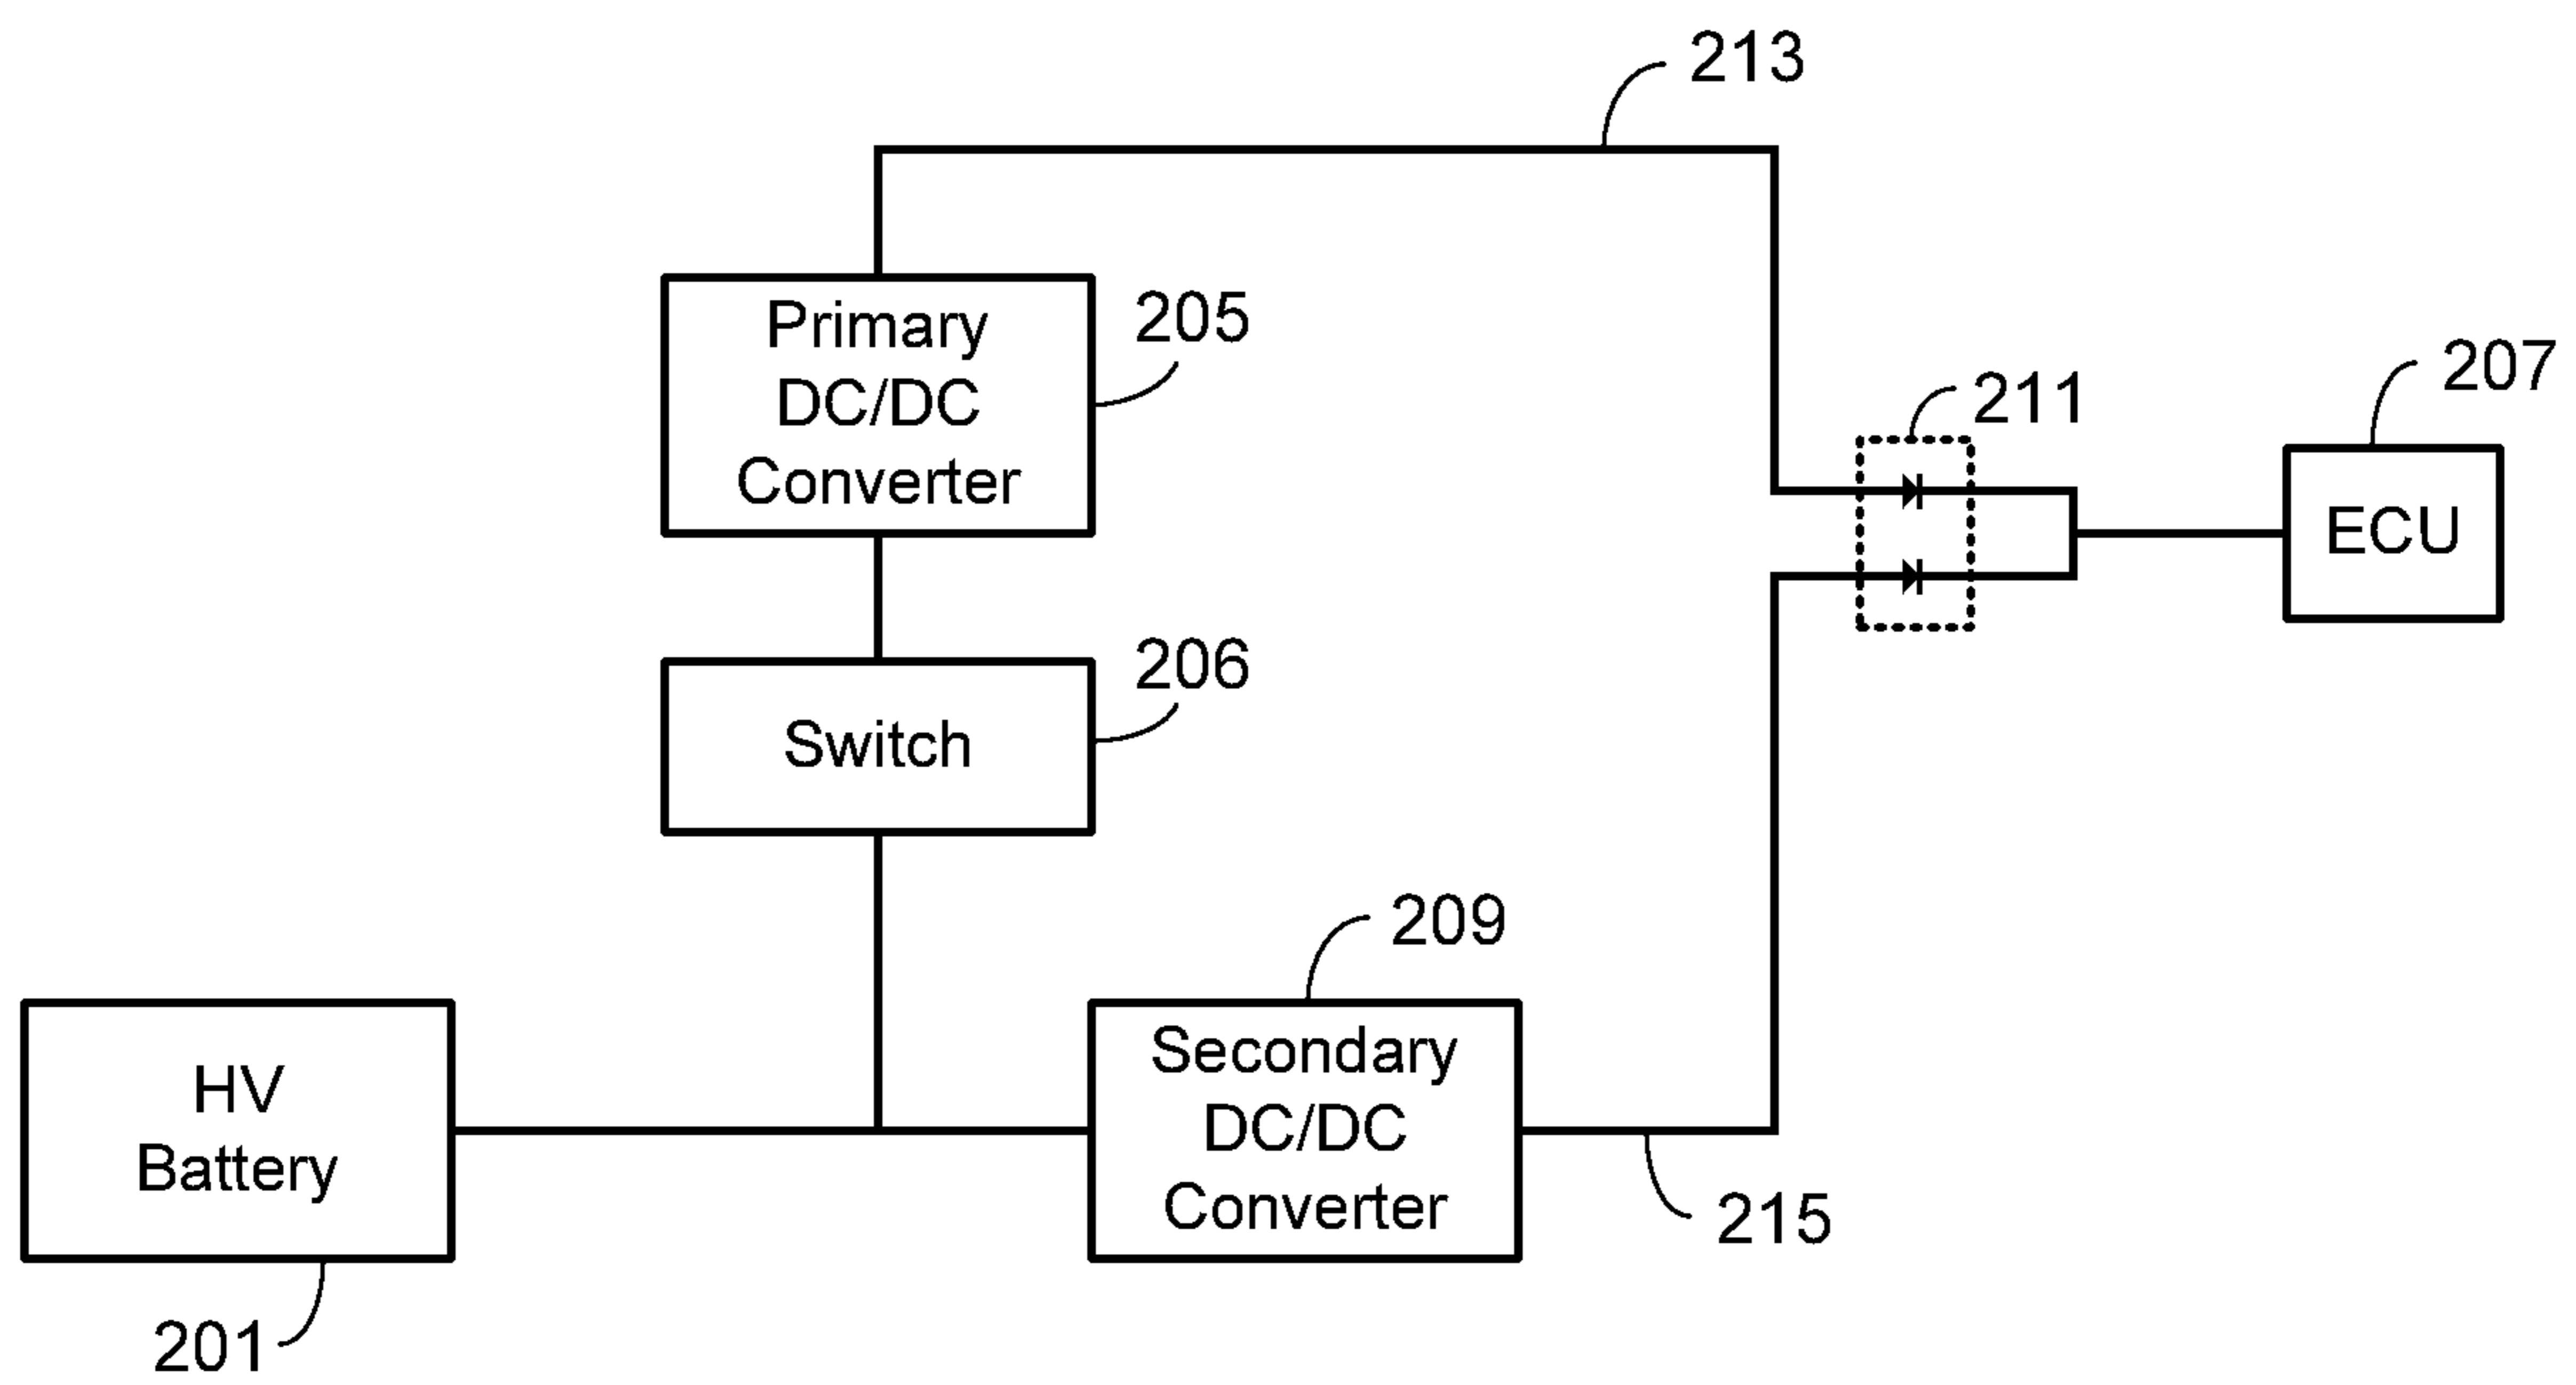 213
Primary
DC/DC
Converter
205
211
207
ECU
206
Switch
209
HV
Battery
Secondary
DC/DC
Converter
215
201